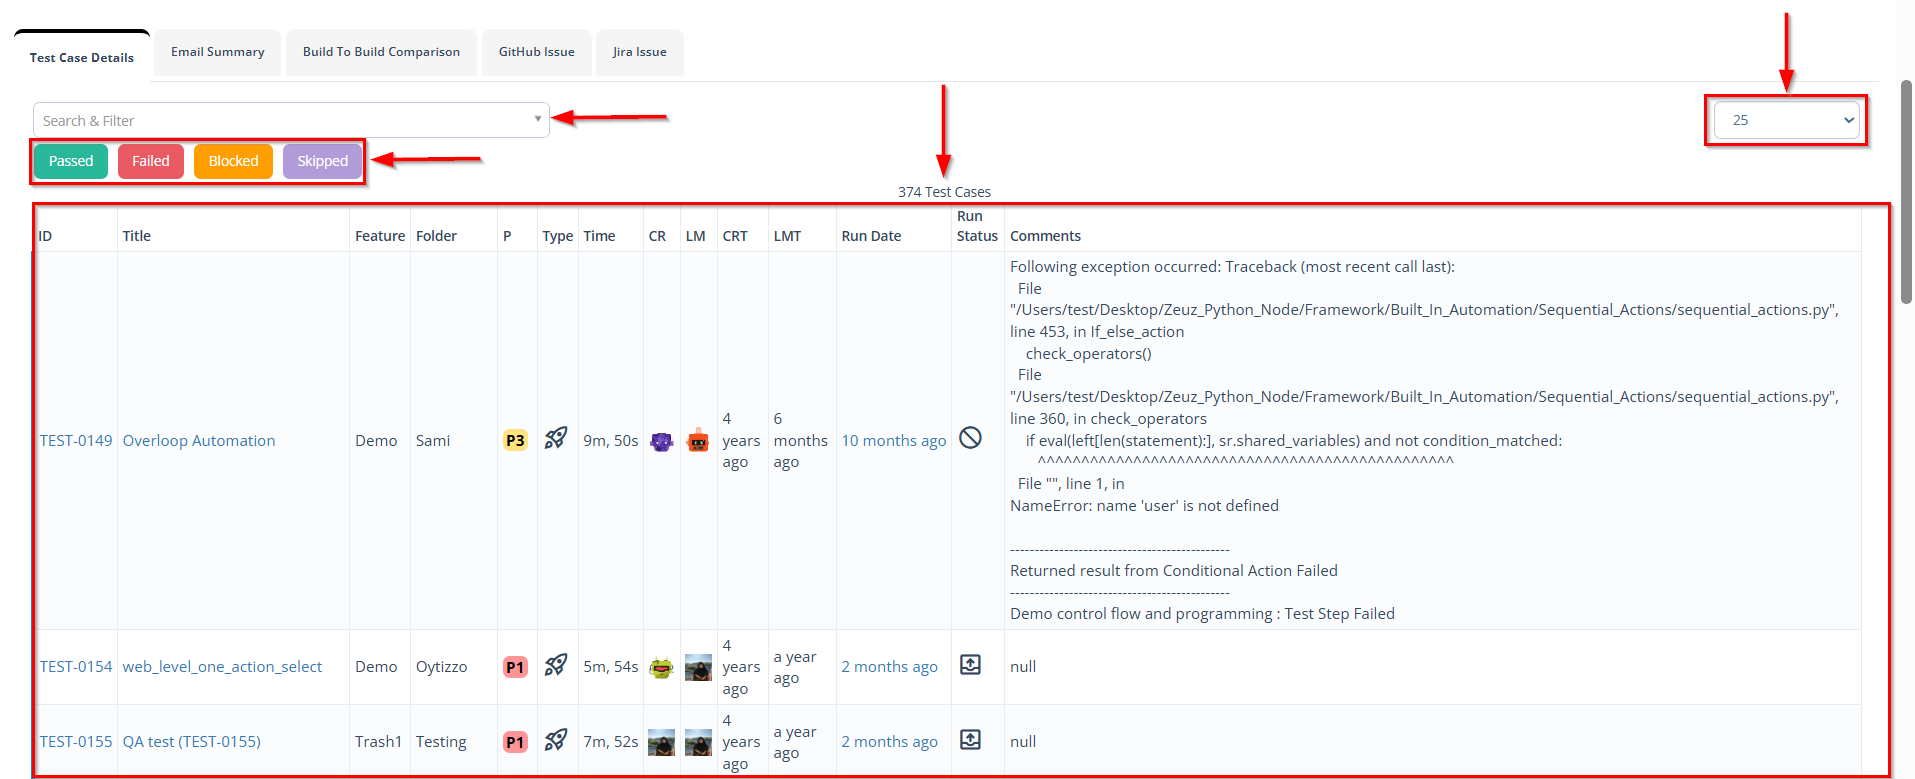 Test Case Details
Email Summary
Build To Build Comparison
GitHub Issue
Jira Issue
Search & Filter
25
Passed
Failed
Blocked
Skipped
374 Test Cases
ID Title Feature Folder P Type Time CR LM CRT LMT Run Date Run Status Comments
TEST-0149 Overloop Automation Demo Sami P3 9m, 50s 4 years ago 6 months ago 10 months ago
Following exception occurred: Traceback (most recent call last):
File
"/Users/test/Desktop/Zeuz_Python_Node/Framework/Built_In_Automation/Sequential_Actions/sequential_actions.py",
line 453, in If_else_action
check_operators()
File
"/Users/test/Desktop/Zeuz_Python_Node/Framework/Built_In_Automation/Sequential_Actions/sequential_actions.py",
line 360, in check_operators
if eval(left[len(statement):], sr.shared_variables) and not condition_matched:
^^^^^^^^^^^^^^^^^^^^^^^^^^^^^^^^^^^^^^^^^^^^^^^^
File "", line 1, in
NameError: name 'user' is not defined
--------------------------------------------
Returned result from Conditional Action Failed
--------------------------------------------
Demo control flow and programming : Test Step Failed
TEST-0154 web_level_one_action_select Demo Oytizzo P1 5m, 54s 4 years ago a year ago 2 months ago null
TEST-0155 QA test (TEST-0155) Trash1 Testing P1 7m, 52s 4 years ago a year ago 2 months ago null